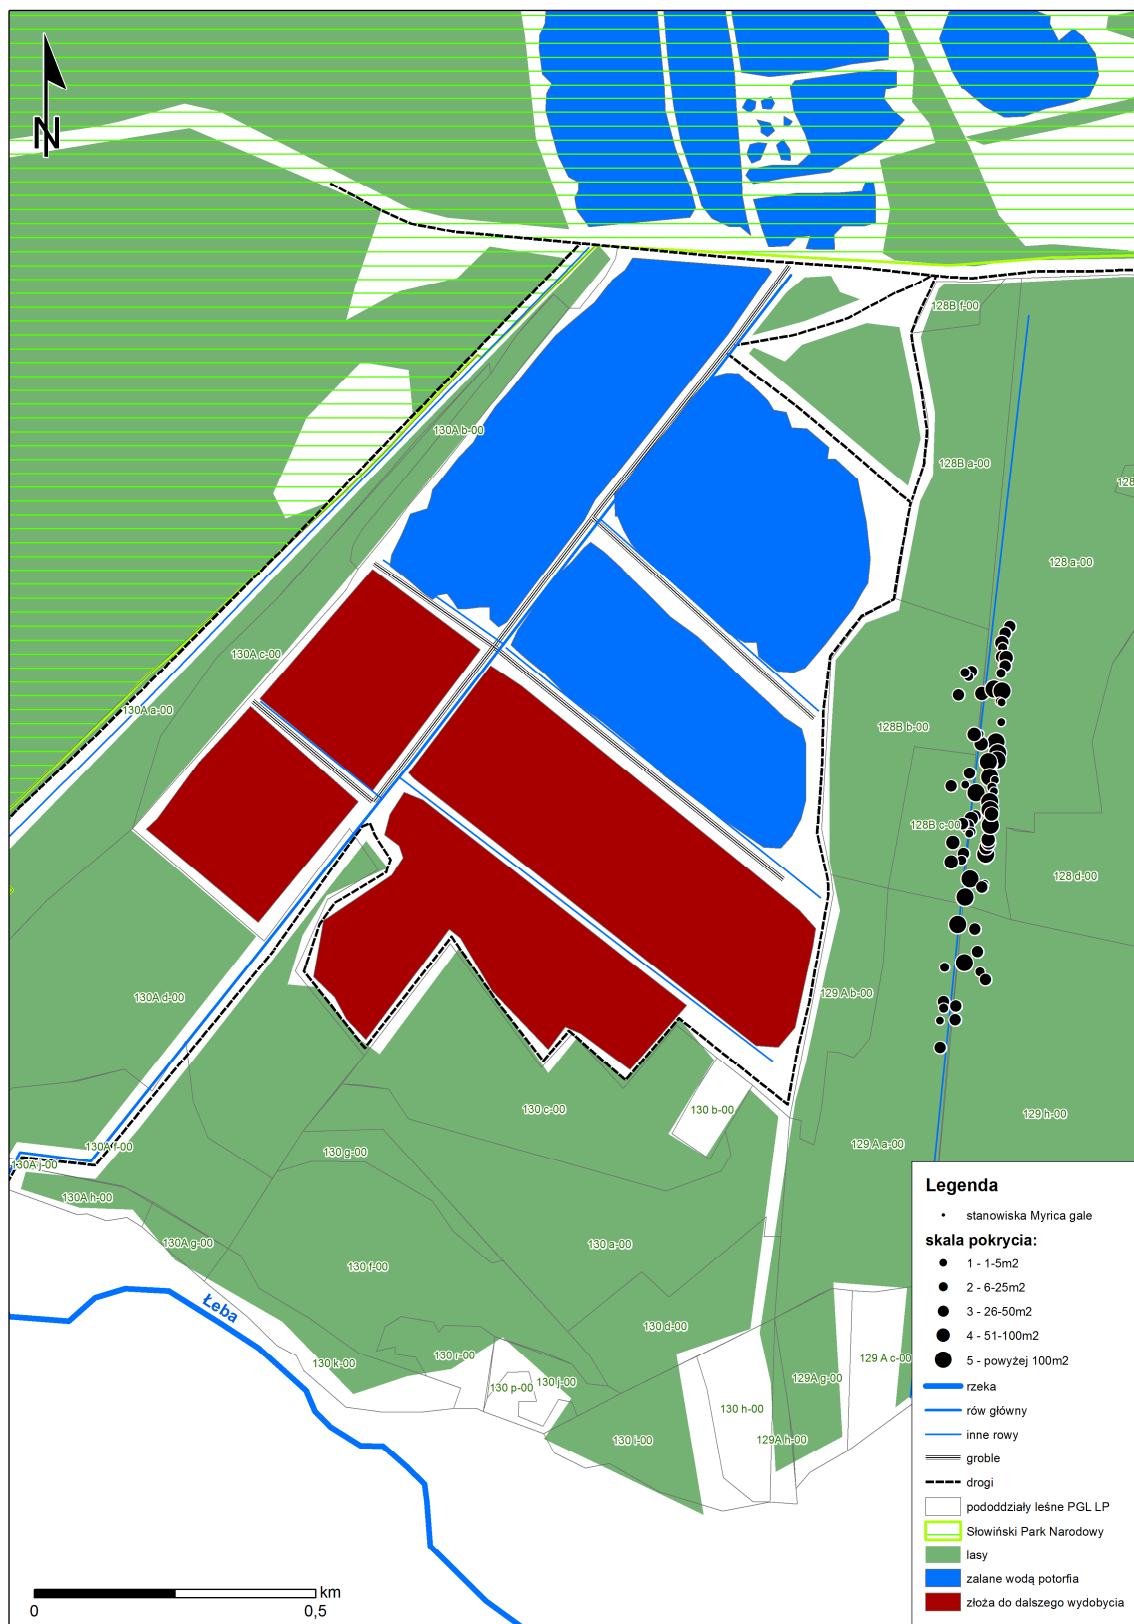 N
128B f-00
130A b-00
128B a-00
128
128 a-00
130A c-00
130A a-00
128B b-00
128B c-00
128 d-00
130A d-00
129 A b-00
130 c-00
130 b-00
129 h-00
129 A a-00
130A f-00
130 g-00
130A j-00
130A h-00
130A g-00
130 a-00
130 f-00
Łeba
130 d-00
130 k-00
130 r-00
129 A c-00
129A g-00
130 p-00
130 j-00
130 h-00
130 i-00
129A h-00
Legenda
stanowiska Myrica gale
skala pokrycia:
1 - 1-5m2
2 - 6-25m2
3 - 26-50m2
4 - 51-100m2
5 - powyżej 100m2
rzeka
rów główny
inne rowy
groble
drogi
pododdziały leśne PGL LP
Słowiński Park Narodowy
lasy
zalane wodą potorfia
złoża do dalszego wydobycia
km
0
0,5